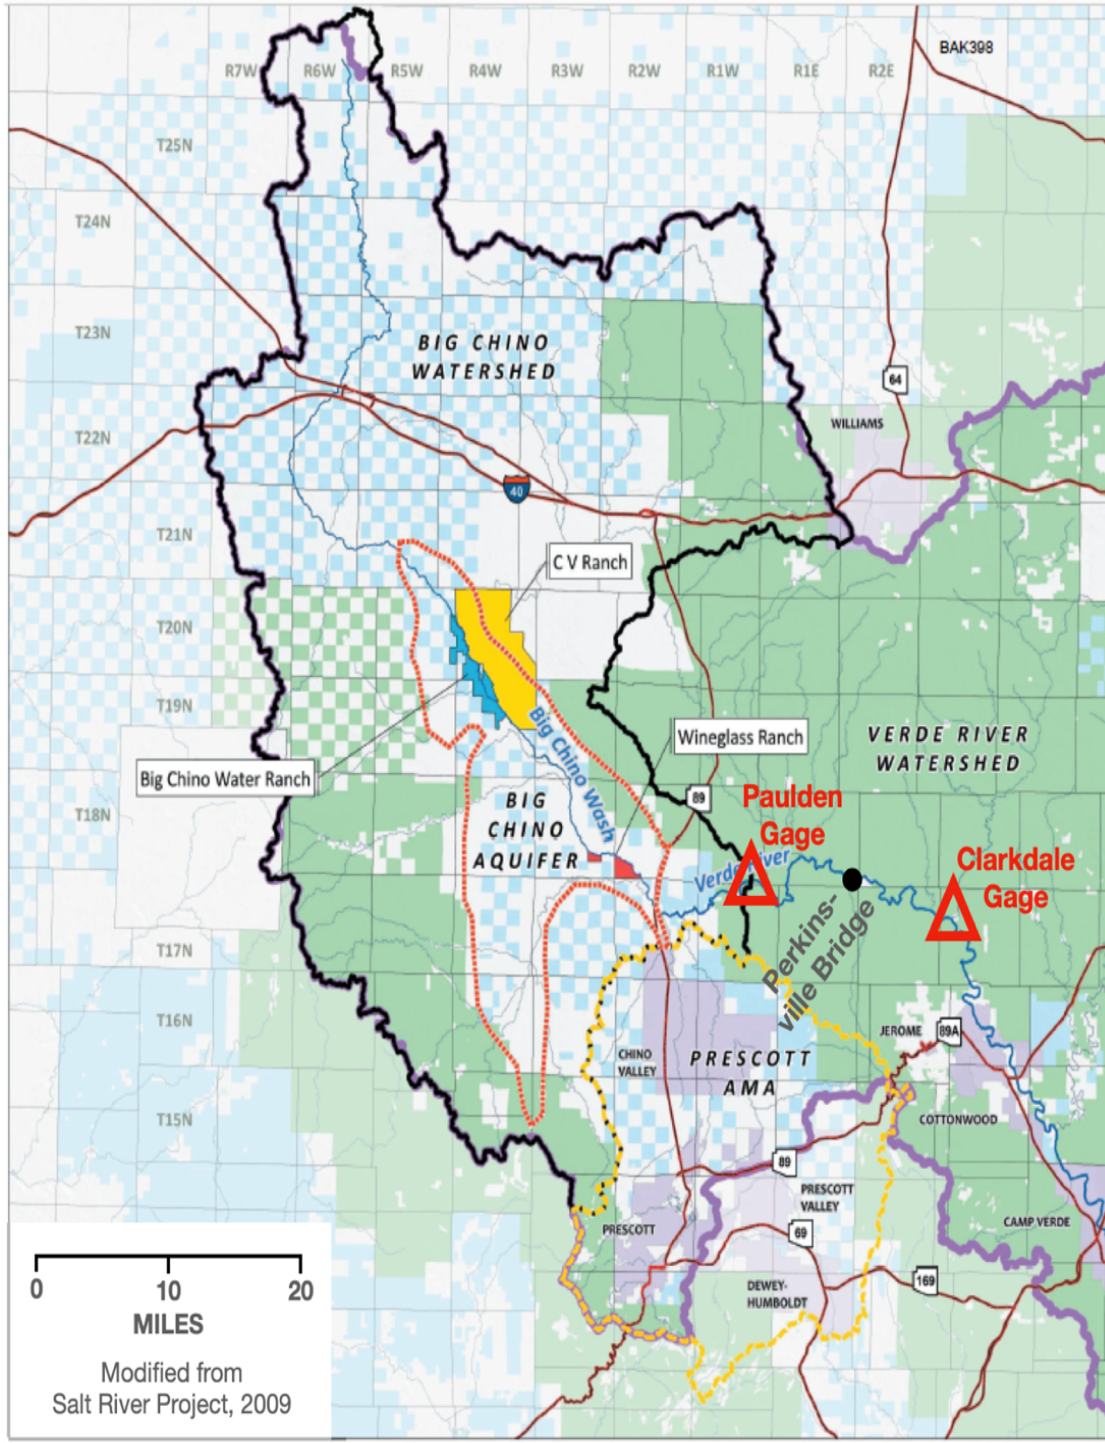 BAK398
R7W
R6W
R5W
R4W
R3W
R2W
R1W
R1E
R2E
T25N
T24N
T23N
BIG CHINO
WATERSHED
64
WILLIAMS
T22N
40
T21N
C V Ranch
T20N
T19N
Big Chino Wash
Wineglass Ranch
VERDE RIVER
WATERSHED
Big Chino Water Ranch
89
Paulden
Gage
BIG
CHINO
AQUIFER
T18N
Verde River
Clarkdale
Gage
Perkins-
ville Bridge
T17N
T16N
JEROME
89A
CHINO
VALLEY
PRESCOTT
AMA
T15N
COTTONWOOD
89
PRESCOTT
VALLEY
PRESCOTT
69
CAMP VERDE
169
DEWEY-
HUMBOLDT
0
10
20
MILES
Modified from
Salt River Project, 2009